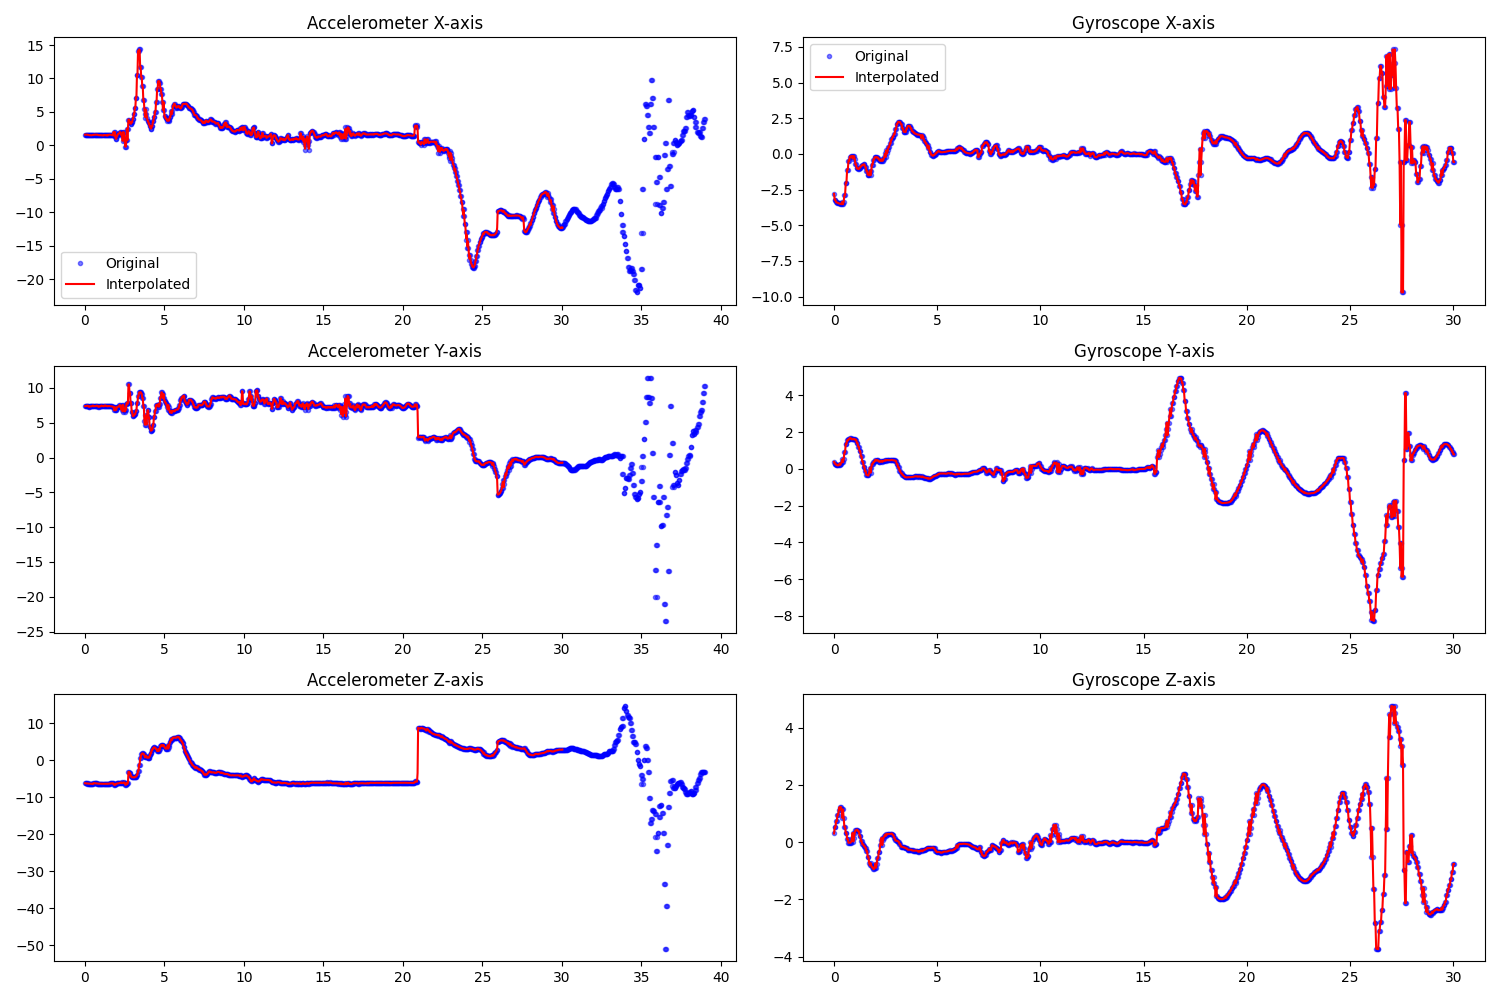 Accelerometer X-axis
15
10
5
0
−5
−10
−15
−20
Original
Interpolated
0 5 10 15 20 25 30 35 40
Gyroscope X-axis
7.5
5.0
2.5
0.0
−2.5
−5.0
−7.5
−10.0
Original
Interpolated
0 5 10 15 20 25 30
Accelerometer Y-axis
10
5
0
−5
−10
−15
−20
−25
0 5 10 15 20 25 30 35 40
Gyroscope Y-axis
4
2
0
−2
−4
−6
−8
0 5 10 15 20 25 30
Accelerometer Z-axis
10
0
−10
−20
−30
−40
−50
0 5 10 15 20 25 30 35 40
Gyroscope Z-axis
4
2
0
−2
−4
0 5 10 15 20 25 30